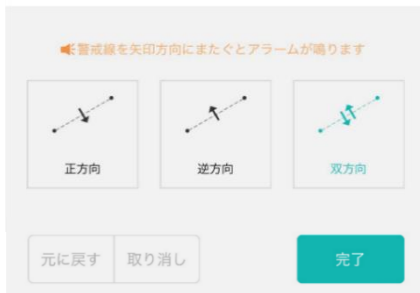 警戒線を矢印方向にまたぐとアラームが鳴ります
正方向 逆方向 双方向
元に戻す 取り消し 完了